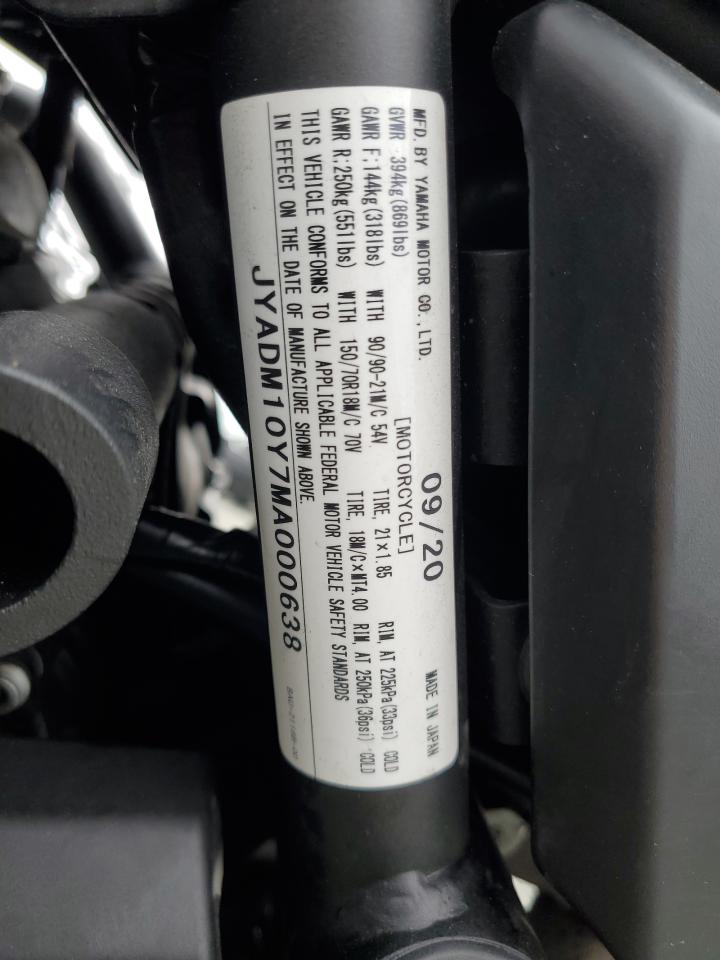 MFD. BY YAMAHA MOTOR CO.,LTD. 09/20 MADE IN JAPAN
GVWR :394kg(869lbs) [MOTORCYCLE]
GAWR F:144kg(318lbs) WITH 90/90-21M/C 54V TIRE, 21×1.85 RIM, AT 225kPa(33psi) COLD
GAWR R:250kg(551lbs) WITH 150/70R18M/C 70V TIRE, 18M/C×MT4.00 RIM, AT 250kPa(36psi) COLD
THIS VEHICLE CONFORMS TO ALL APPLICABLE FEDERAL MOTOR VEHICLE SAFETY STANDARDS
IN EFFECT ON THE DATE OF MANUFACTURE SHOWN ABOVE.
JYADM10Y7MA000638